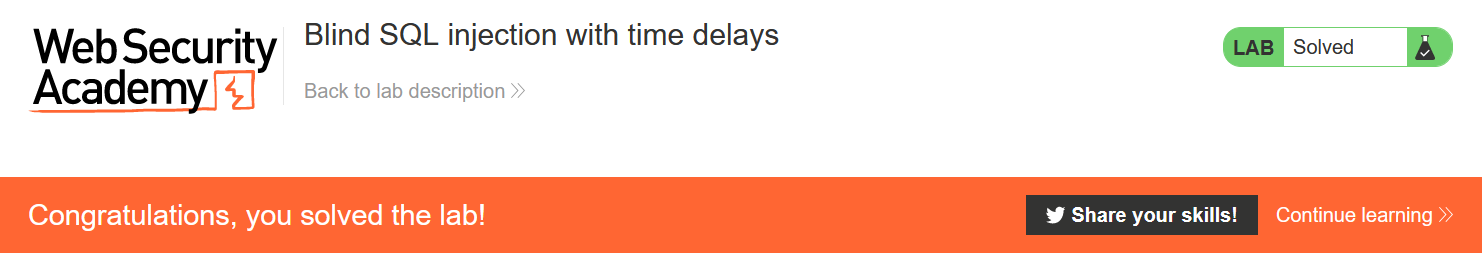 Web Security
Academy
Blind SQL injection with time delays
Back to lab description
LAB Solved
Congratulations, you solved the lab!
Share your skills!
Continue learning